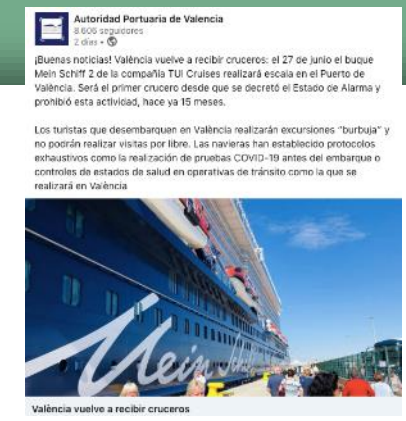 Autoridad Portuaria de Valencia
8.606 seguidores
2 días •
¡Buenas noticias! València vuelve a recibir cruceros: el 27 de junio el buque
Mein Schiff 2 de la compañía TUI Cruises realizará escala en el Puerto de
València. Será el primer crucero desde que se decretó el Estado de Alarma y
prohibió esta actividad, hace ya 15 meses.
Los turistas que desembarquen en València realizarán excursiones "burbuja" y
no podrán realizar visitas por libre. Las navieras han establecido protocolos
exhaustivos como la realización de pruebas COVID-19 antes del embarque o
controles de estados de salud en operativas de tránsito como la que se
realizará en València
Mein
València vuelve a recibir cruceros